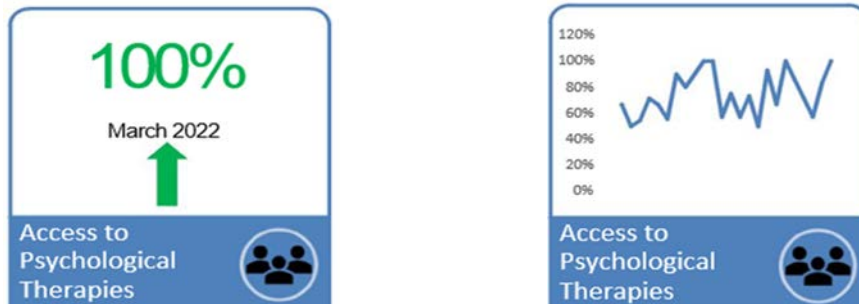 100%
March 2022
Access to
Psychological
Therapies
120%
100%
80%
60%
40%
20%
0%
Access to
Psychological
Therapies